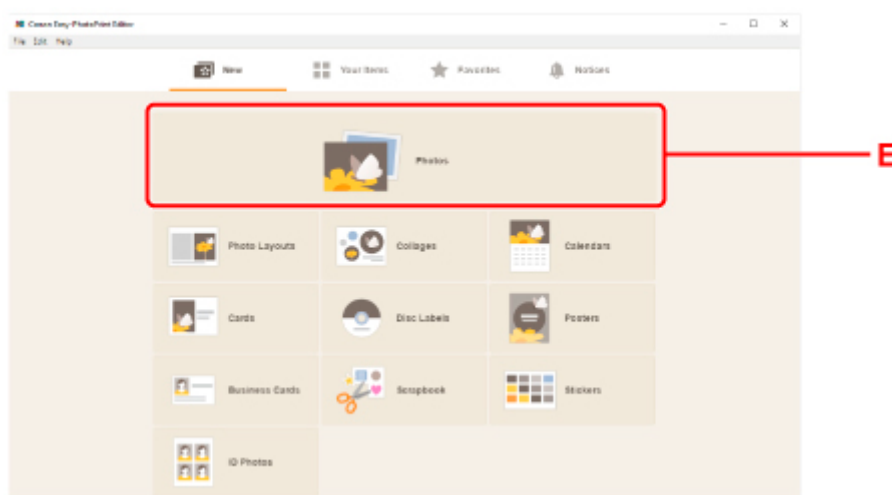 Canon Easy-PhotoPrint Editor
File Edit Help
New Your Items Favorites Notices
Photos
E
Photo Layouts Collages Calendars
Cards Disc Labels Posters
Business Cards Scrapbook Stickers
ID Photos